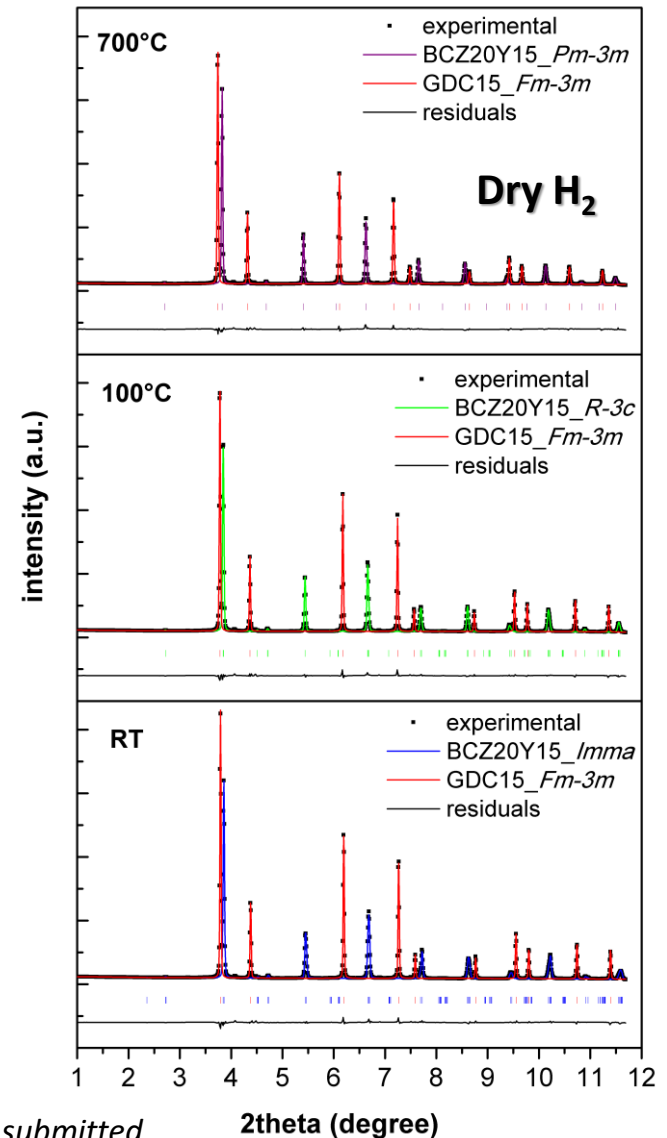 700°C
experimental
BCZ20Y15_Pm-3m
GDC15_Fm-3m
residuals
Dry H₂
100°C
experimental
BCZ20Y15_R-3c
GDC15_Fm-3m
residuals
intensity (a.u.)
RT
experimental
BCZ20Y15_Imma
GDC15_Fm-3m
residuals
1 2 3 4 5 6 7 8 9 10 11 12
submitted 2theta (degree)